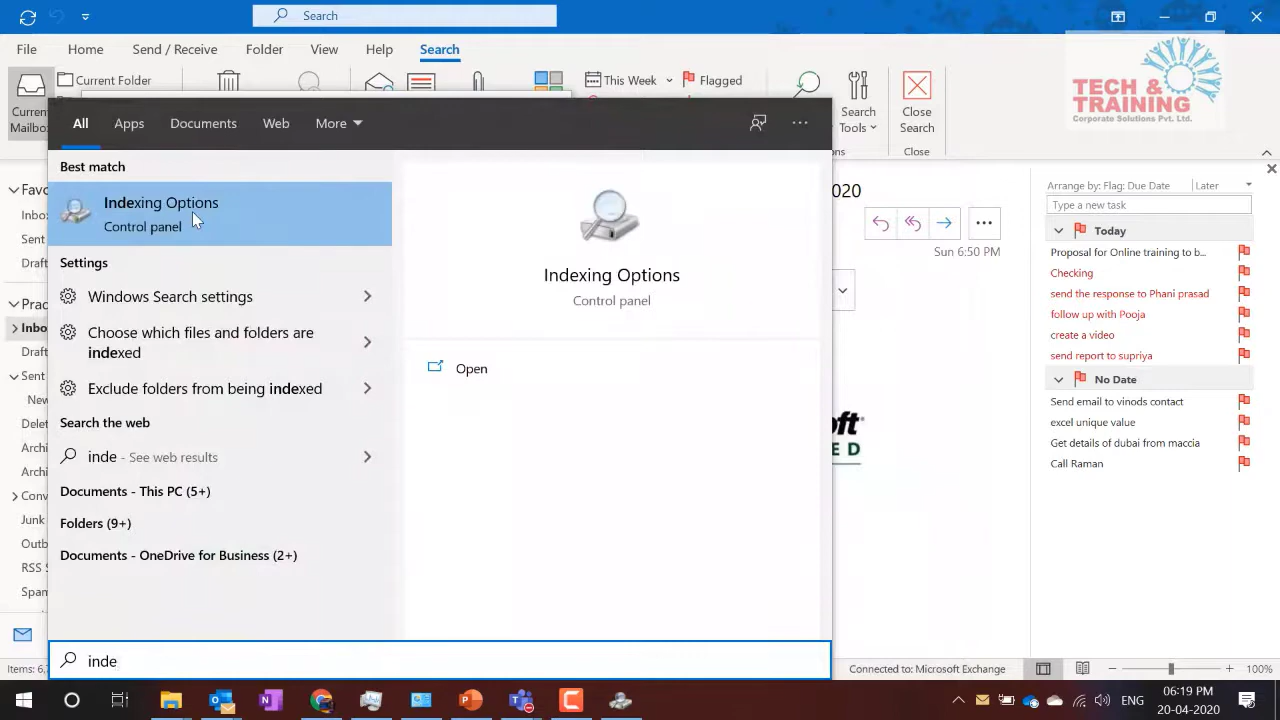 Search
File Home Send / Receive Folder View Help Search
Current Folder
This Week
Flagged
Current
Mailbox
Search
Tools
Close
Search
Close
TECH &
TRAINING
Corporate Solutions Pvt. Ltd.
All Apps Documents Web More
Best match
Indexing Options
Control panel
Settings
Windows Search settings
Choose which files and folders are
indexed
Exclude folders from being indexed
Search the web
inde - See web results
Documents - This PC (5+)
Folders (9+)
Documents - OneDrive for Business (2+)
inde
Indexing Options
Control panel
Open
2020
Sun 6:50 PM
Sent
RSS
Arrange by: Flag: Due Date Later
Type a new task
Today
Proposal for Online training to b...
Checking
send the response to Phani prasad
follow up with Pooja
create a video
send report to supriya
No Date
Send email to vinods contact
excel unique value
Get details of dubai from maccia
Call Raman
Connected to: Microsoft Exchange
100%
ENG
06:19 PM
20-04-2020